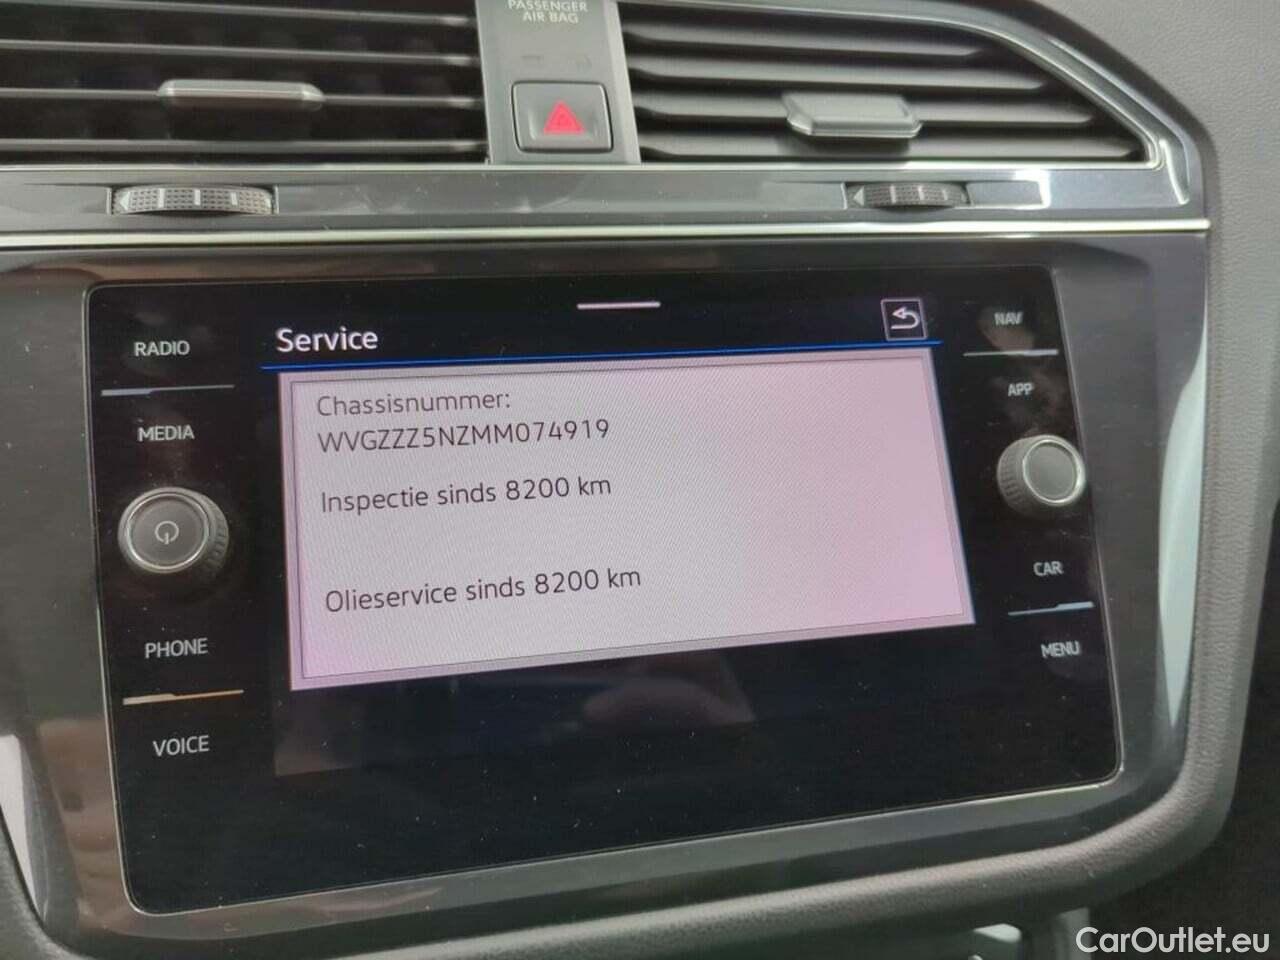 PASSENGER
AIR BAG
Service
RADIO
MEDIA
PHONE
VOICE
Chassisnummer:
WVGZZZ5NZMM074919
Inspectie sinds 8200 km
Olieservice sinds 8200 km
NAV
APP
CAR
MENU
CarOutlet.eu